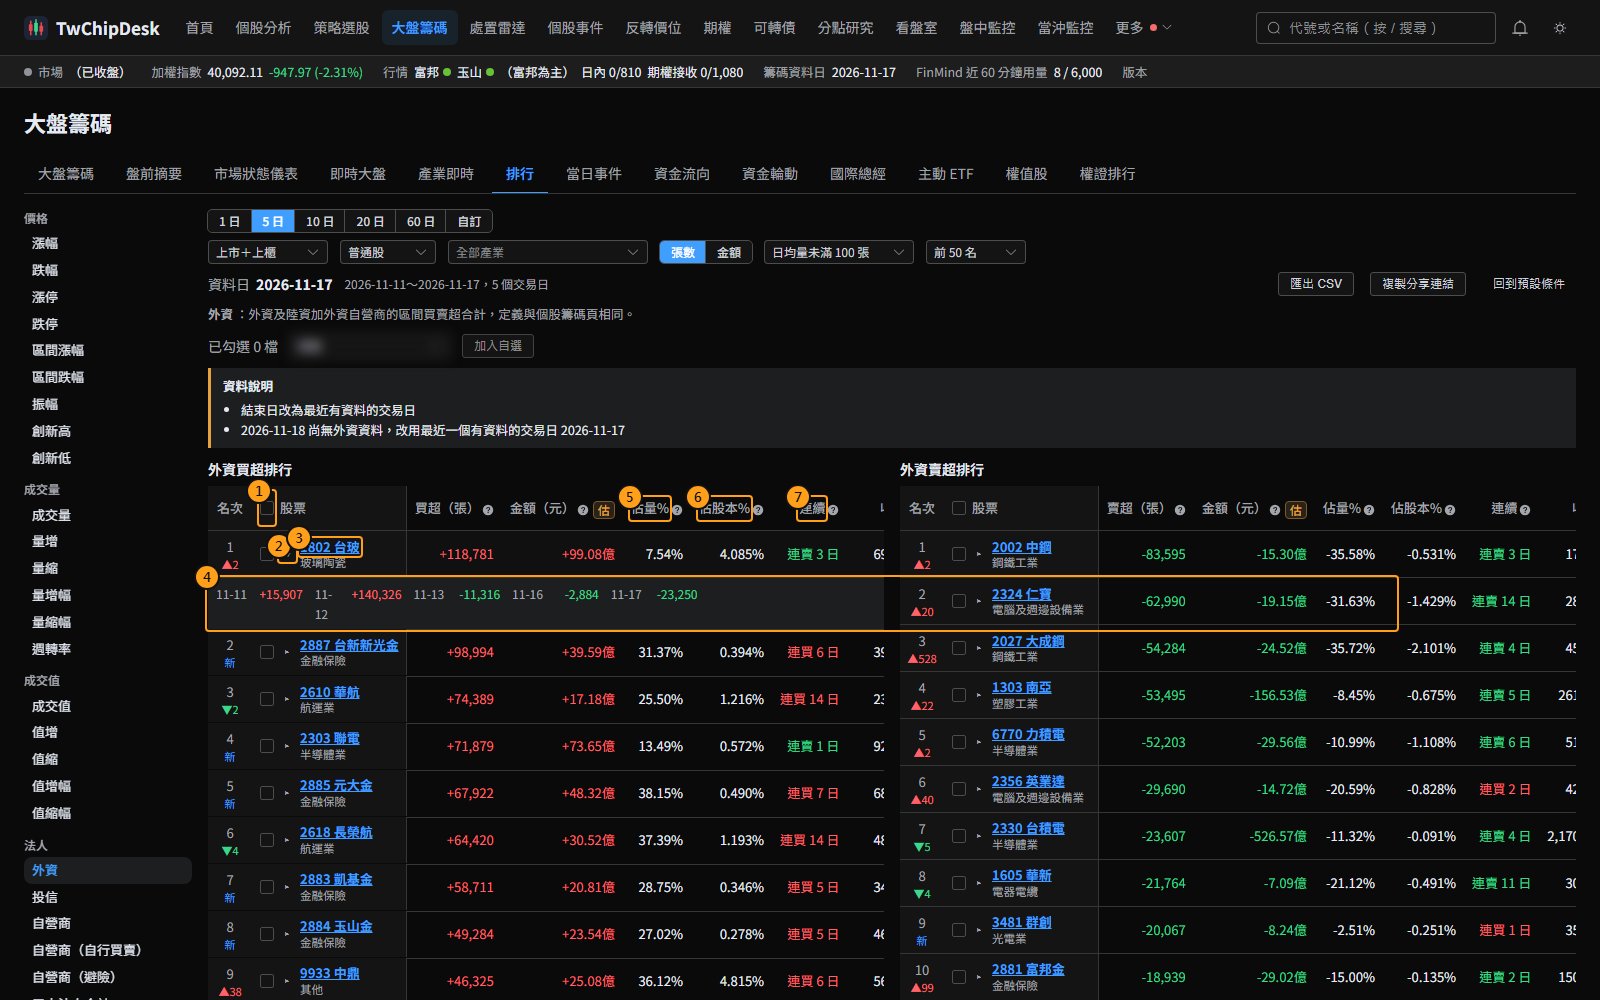 TwChipDesk 首頁 個股分析 策略選股 大盤籌碼 處置雷達 個股事件 反轉價位 期權 可轉債 分點研究 看盤室 盤中監控 當沖監控 更多 代號或名稱（按 / 搜尋）
市場 （已收盤） 加權指數 40,092.11 -947.97 (-2.31%) 行情 富邦 玉山 （富邦為主） 日內 0/810 期權接收 0/1,080 籌碼資料日 2026-11-17 FinMind 近 60 分鐘用量 8 / 6,000 版本
大盤籌碼
大盤籌碼 盤前摘要 市場狀態儀表 即時大盤 產業即時 排行 當日事件 資金流向 資金輪動 國際總經 主動 ETF 權值股 權證排行
價格
漲幅
跌幅
漲停
跌停
區間漲幅
區間跌幅
振幅
創新高
創新低
成交量
成交量
量增
量縮
量增幅
量縮幅
週轉率
成交值
成交值
值增
值縮
值增幅
值縮幅
法人
外資
投信
自營商
自營商（自行買賣）
自營商（避險）
1 日 5 日 10 日 20 日 60 日 自訂
上市＋上櫃 普通股 全部產業 張數 金額 日均量未滿 100 張 前 50 名
資料日 2026-11-17 2026-11-11～2026-11-17，5 個交易日 匯出 CSV 複製分享連結 回到預設條件
外資 ：外資及陸資加外資自營商的區間買賣超合計，定義與個股籌碼頁相同。
已勾選 0 檔 加入自選
資料說明
結束日改為最近有資料的交易日
2026-11-18 尚無外資資料，改用最近一個有資料的交易日 2026-11-17
外資買超排行
1 5 6 7
名次 股票 買超（張） 金額（元） 估 佔量% 佔股本% 連續
2 3
1 2802 台玻 +118,781 +99.08億 7.54% 4.085% 連賣 3 日 69
▲2 玻璃陶瓷
4
11-11 +15,907 11-12 +140,326 11-13 -11,316 11-16 -2,884 11-17 -23,250
2 2887 台新新光金 +98,994 +39.59億 31.37% 0.394% 連買 6 日 39
新 金融保險
3 2610 華航 +74,389 +17.18億 25.50% 1.216% 連買 14 日 23
▼2 航運業
4 2303 聯電 +71,879 +73.65億 13.49% 0.572% 連賣 1 日 92
新 半導體業
5 2885 元大金 +67,922 +48.32億 38.15% 0.490% 連買 7 日 68
新 金融保險
6 2618 長榮航 +64,420 +30.52億 37.39% 1.193% 連買 14 日 48
▼4 航運業
7 2883 凱基金 +58,711 +20.81億 28.75% 0.346% 連買 5 日 34
新 金融保險
8 2884 玉山金 +49,284 +23.54億 27.02% 0.278% 連買 5 日 46
新 金融保險
9 9933 中鼎 +46,325 +25.08億 36.12% 4.815% 連買 6 日 56
▲38 其他
外資賣超排行
名次 股票 賣超（張） 金額（元） 估 佔量% 佔股本% 連續
1 2002 中鋼 -83,595 -15.30億 -35.58% -0.531% 連賣 3 日 17
▲2 鋼鐵工業
2 2324 仁寶 -62,990 -19.15億 -31.63% -1.429% 連賣 14 日 28
▲20 電腦及週邊設備業
3 2027 大成鋼 -54,284 -24.52億 -35.72% -2.101% 連賣 4 日 45
▲528 鋼鐵工業
4 1303 南亞 -53,495 -156.53億 -8.45% -0.675% 連賣 5 日 261
▲22 塑膠工業
5 6770 力積電 -52,203 -29.56億 -10.99% -1.108% 連賣 6 日 51
▲2 半導體業
6 2356 英業達 -29,690 -14.72億 -20.59% -0.828% 連買 2 日 42
▲40 電腦及週邊設備業
7 2330 台積電 -23,607 -526.57億 -11.32% -0.091% 連賣 4 日 2,170
▼5 半導體業
8 1605 華新 -21,764 -7.09億 -21.12% -0.491% 連賣 11 日 30
▼4 電器電纜
9 3481 群創 -20,067 -8.24億 -2.51% -0.251% 連買 1 日 35
新 光電業
10 2881 富邦金 -18,939 -29.02億 -15.00% -0.135% 連賣 2 日 150
▲99 金融保險